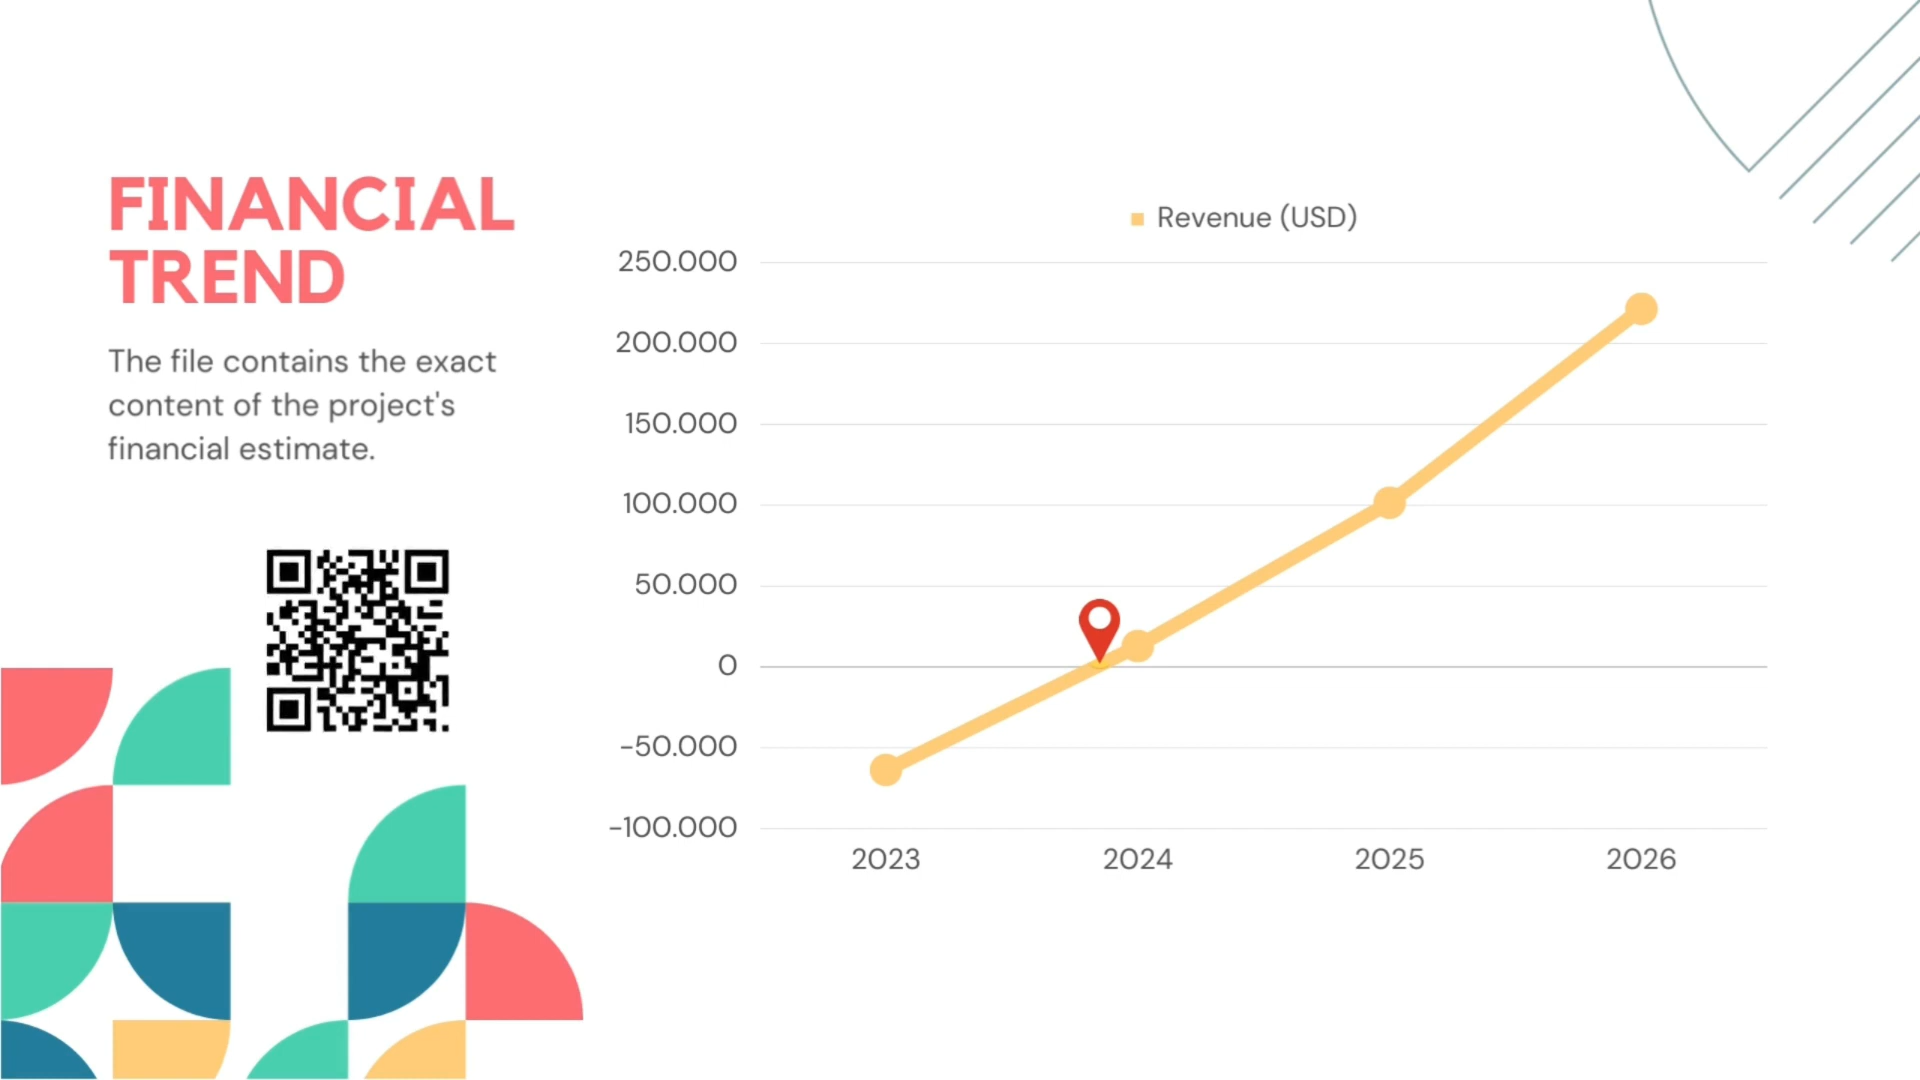 FINANCIAL
TREND
The file contains the exact
content of the project's
financial estimate.
Revenue (USD)
250.000
200.000
150.000
100.000
50.000
0
-50.000
-100.000
2023
2024
2025
2026